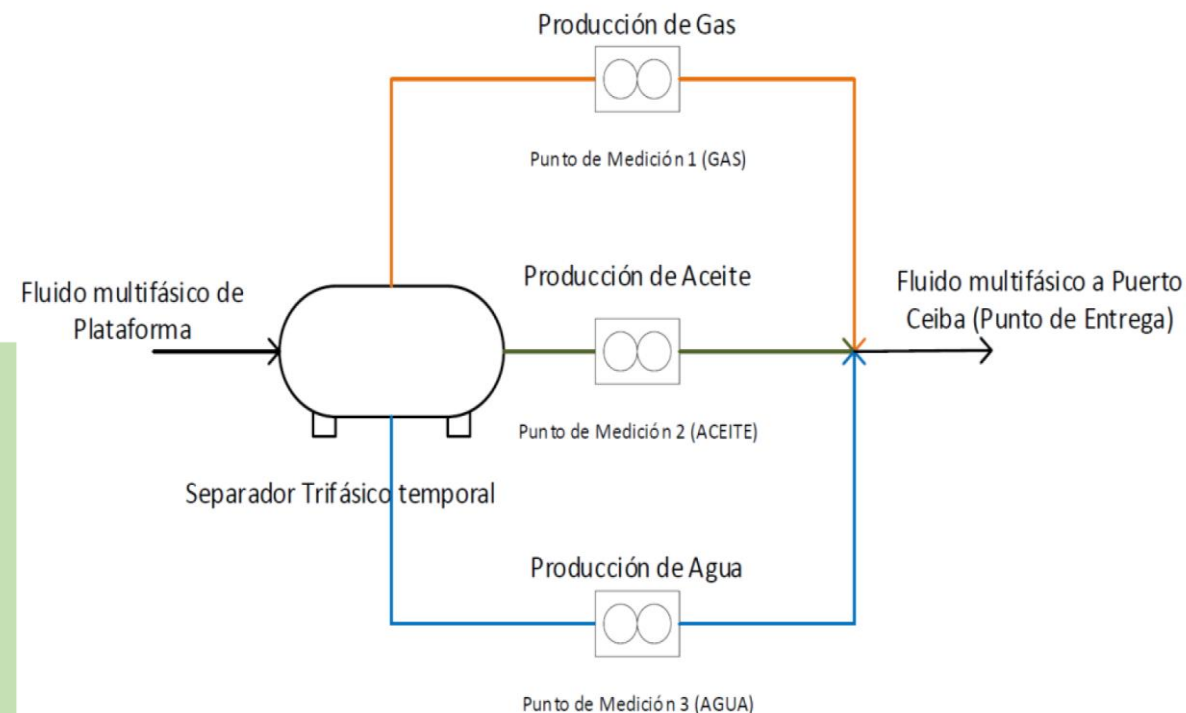 Producción de Gas
Punto de Medición 1 (GAS)
Fluido multifásico de
Plataforma
Producción de Aceite
Fluido multifásico a Puerto
Ceiba (Punto de Entrega)
Punto de Medición 2 (ACEITE)
Separador Trifásico temporal
Producción de Agua
Punto de Medición 3 (AGUA)